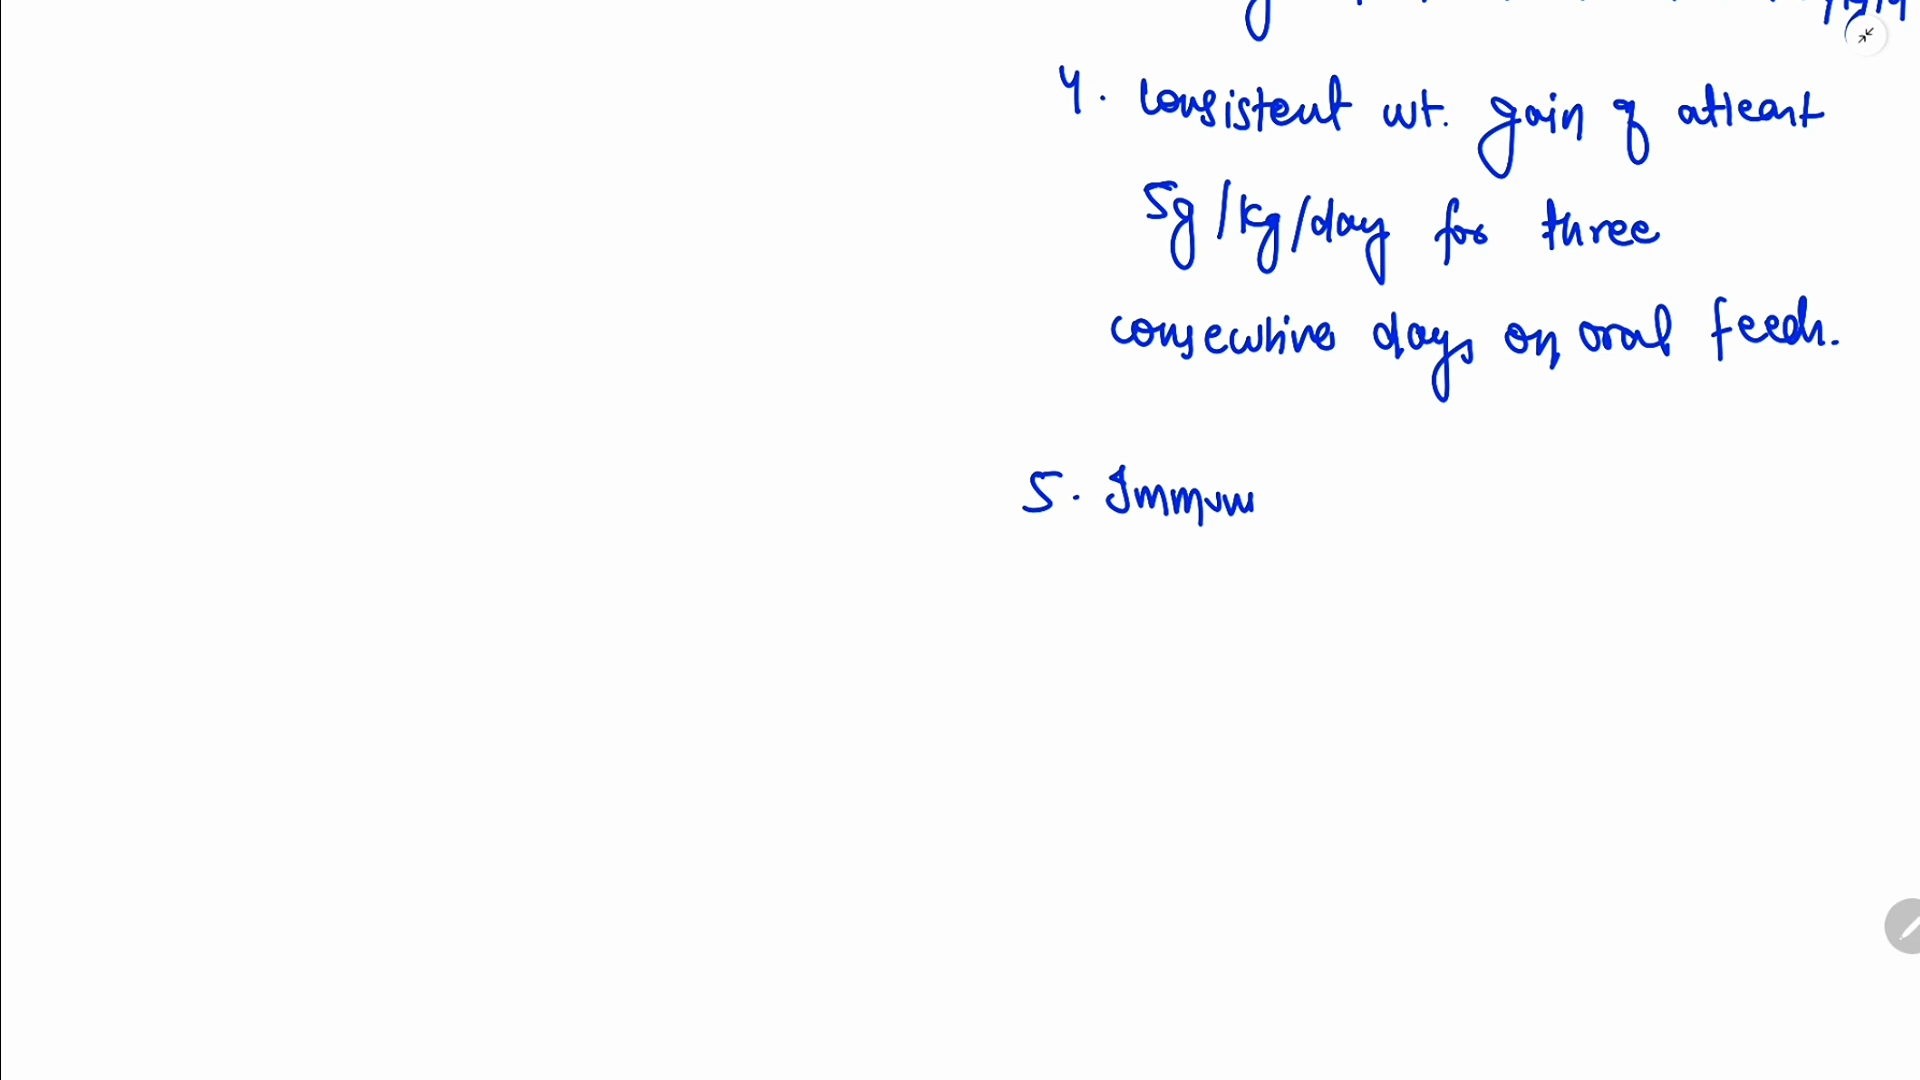 4. consistent wt. gain of atleast
5g/kg/day for three
consecutive days on oral feeds.
5. Immun